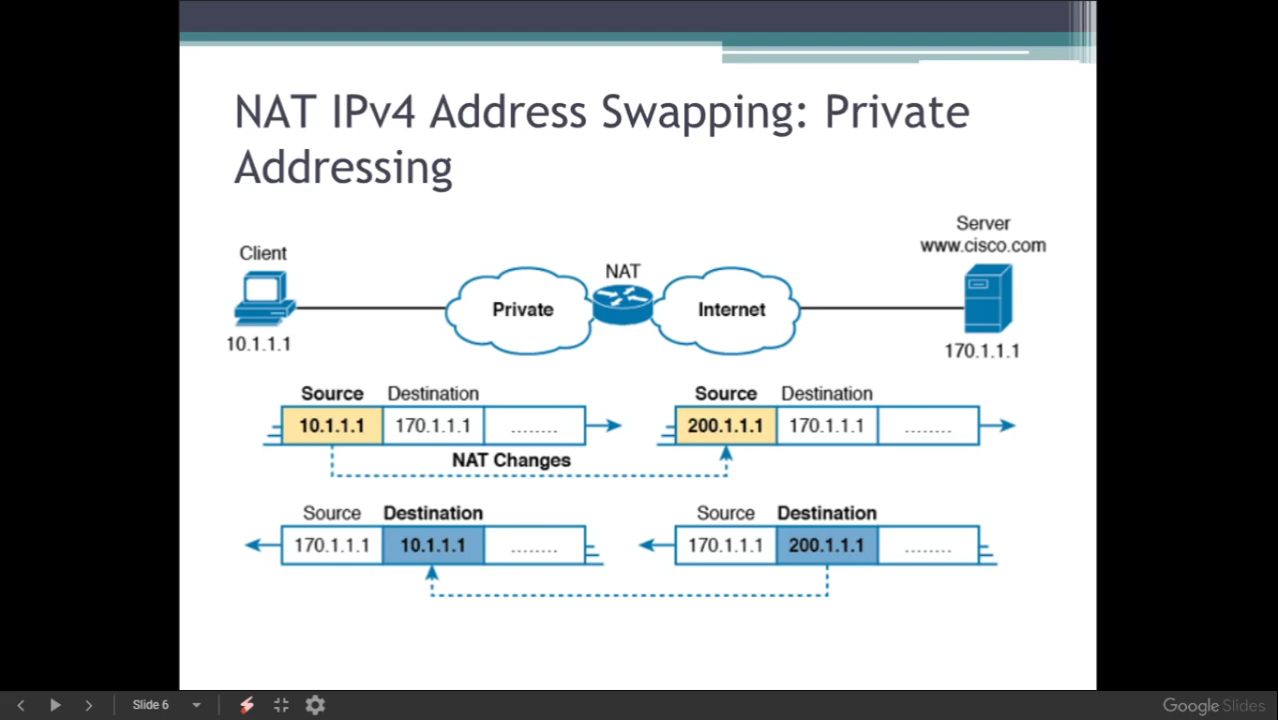 NAT IPv4 Address Swapping: Private
Addressing
Server
www.cisco.com
Client
NAT
Private
Internet
10.1.1.1
170.1.1.1
Source Destination
10.1.1.1 170.1.1.1 ........
Source Destination
200.1.1.1 170.1.1.1 ........
NAT Changes
Source Destination
170.1.1.1 10.1.1.1 ........
Source Destination
170.1.1.1 200.1.1.1 ........
Slide 6
Google Slides